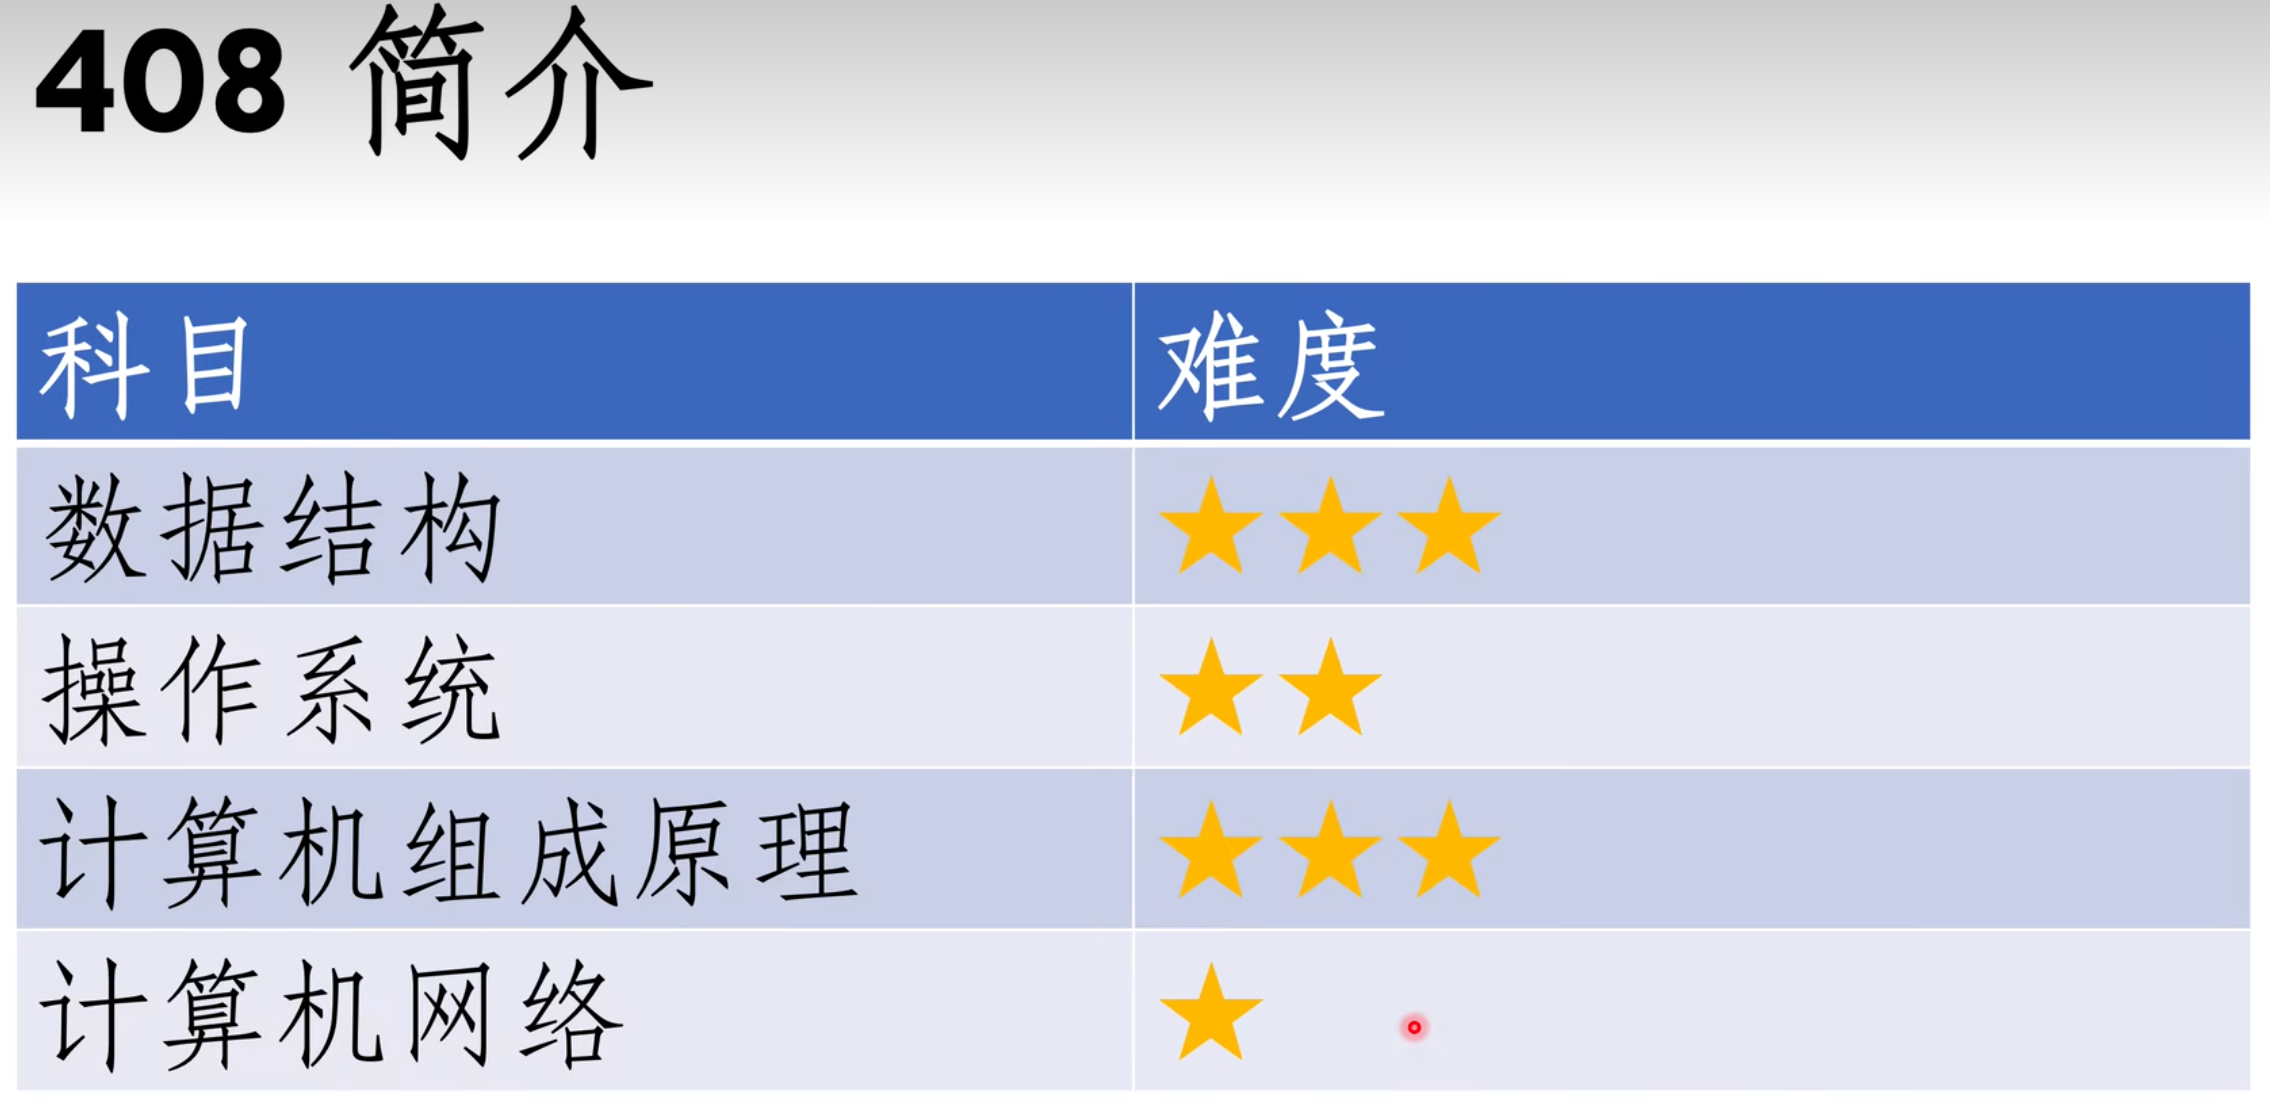 408 简介
科目 难度
数据结构 ★★★
操作系统 ★★
计算机组成原理 ★★★
计算机网络 ★